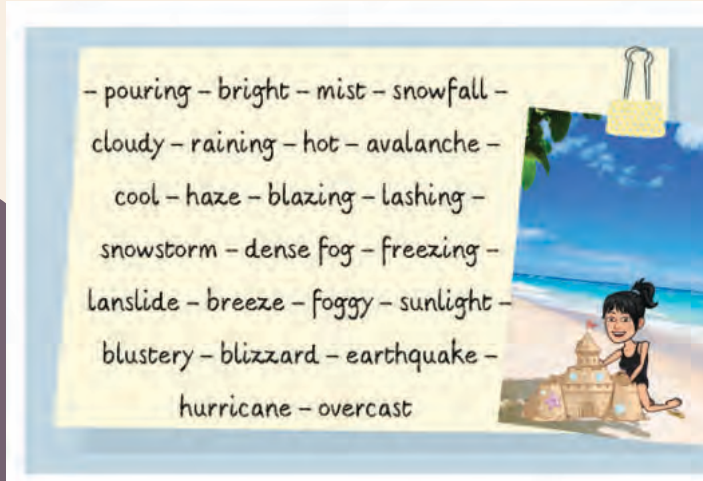 – pouring – bright – mist – snowfall –
cloudy – raining – hot – avalanche –
cool – haze – blazing – lashing –
snowstorm – dense fog – freezing –
lanslide – breeze – foggy – sunlight –
blustery – blizzard – earthquake –
hurricane – overcast